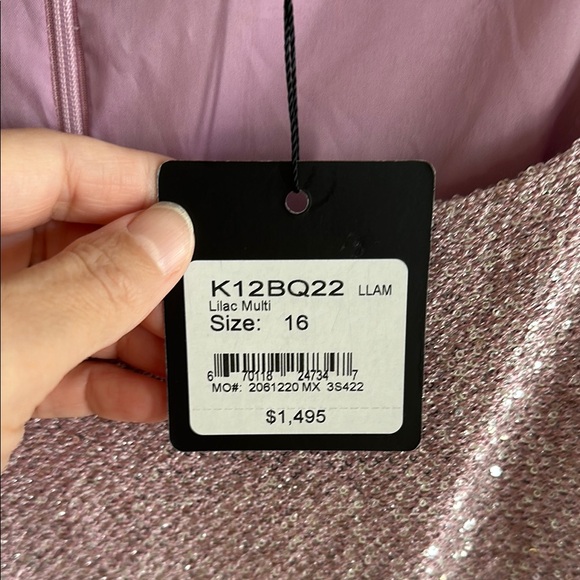 K12BQ22 LLAM
Lilac Multi
Size: 16
6 70118 24734 7
MO#: 2061220 MX 3S422
$1,495